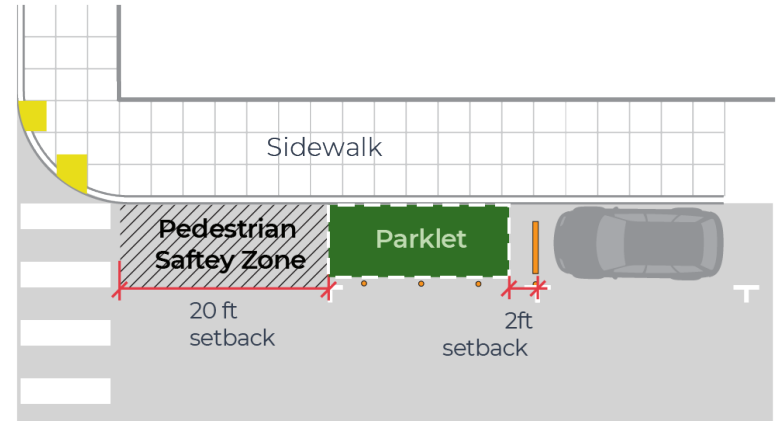 Sidewalk
Pedestrian
Saftey Zone
Parklet
20 ft
setback
2ft
setback